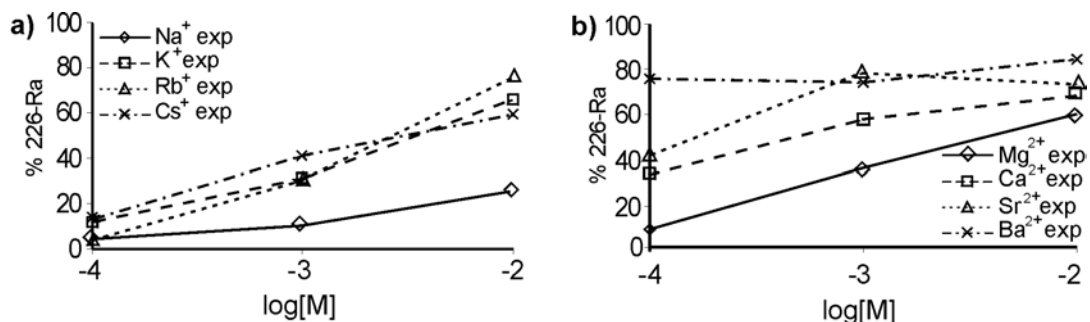 a)
% 226-Ra
100
80
60
40
20
0
Na⁺ exp
K⁺exp
Rb⁺ exp
Cs⁺ exp
-4 -3 -2
log[M]
b)
% 226-Ra
100
80
60
40
20
0
Mg²⁺ exp
Ca²⁺exp
Sr²⁺exp
Ba²⁺exp
-4 -3 -2
log[M]